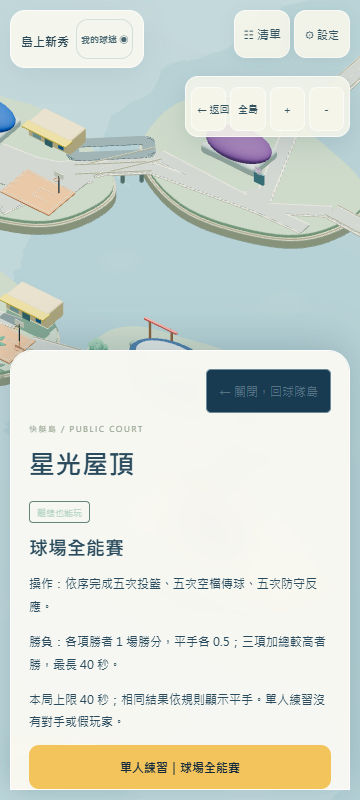 島上新秀
我的球迷 ◉
☷ 清單
⚙ 設定
← 返回
全島
+
-
← 關閉，回球隊島
快艇島 / PUBLIC COURT
星光屋頂
離線也能玩
球場全能賽
操作：依序完成五次投籃、五次空檔傳球、五次防守反
應。
勝負：各項勝者 1 場勝分，平手各 0.5；三項加總較高者
勝，最長 40 秒。
本局上限 40 秒；相同結果依規則顯示平手。單人練習沒
有對手或假玩家。
單人練習｜球場全能賽